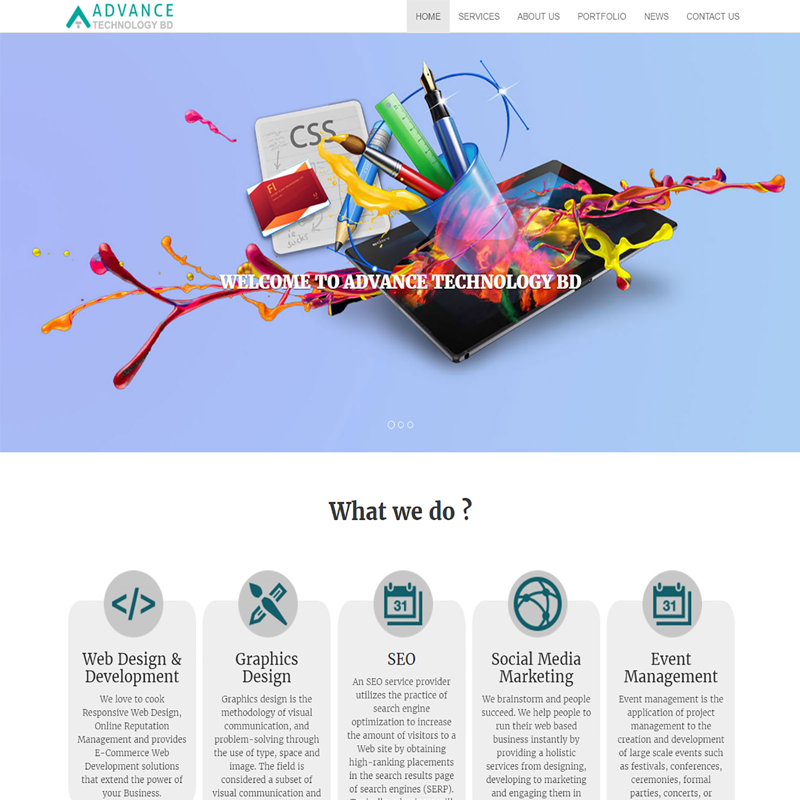 ADVANCE
TECHNOLOGY BD
HOME SERVICES ABOUT US PORTFOLIO NEWS CONTACT US
CSS
Fl
WELCOME TO ADVANCE TECHNOLOGY BD
What we do ?
</>
31
31
Web Design &
Development
We love to cook
Responsive Web Design,
Online Reputation
Management and provides
E-Commerce Web
Development solutions
that extend the power of
your Business.
Graphics
Design
Graphics design is the
methodology of visual
communication, and
problem-solving through
the use of type, space and
image. The field is
considered a subset of
visual communication and
SEO
An SEO service provider
utilizes the practice of
search engine
optimization to increase
the amount of visitors to a
Web site by obtaining
high-ranking placements
in the search results page
of search engines (SERP).
Social Media
Marketing
We brainstorm and people
succeed. We help people to
run their web based
business instantly by
providing a holistic
services from designing,
developing to marketing
and engaging them in
Event
Management
Event management is the
application of project
management to the
creation and development
of large scale events such
as festivals, conferences,
ceremonies, formal
parties, concerts, or